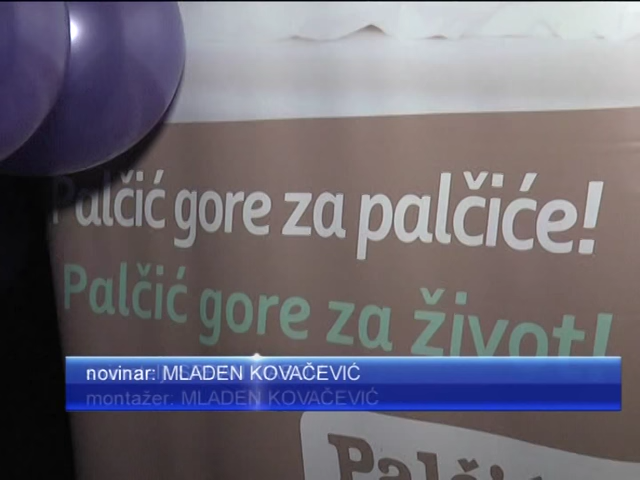 Palčić gore za palčiće!
Palčić gore za život!
novinar: MLADEN KOVAČEVIĆ
montažer: MLADEN KOVAČEVIĆ